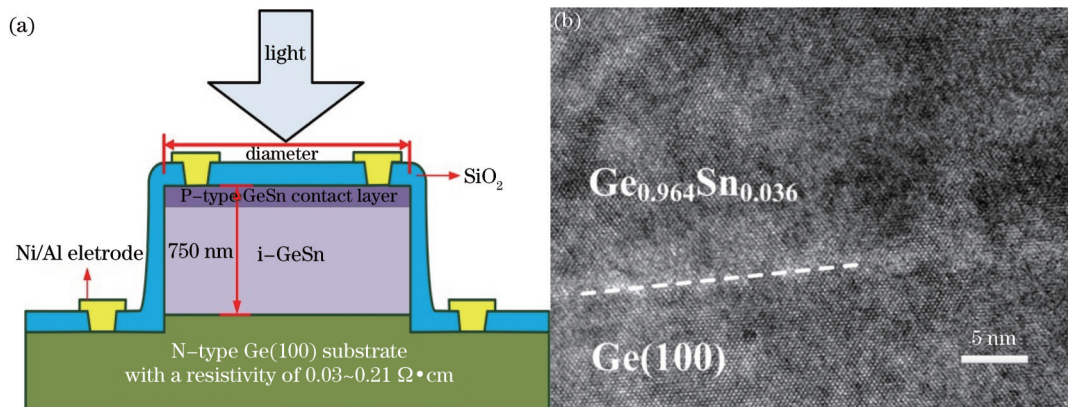 (a)
light
diameter
SiO2
P-type GeSn contact layer
Ni/Al eletrode
750 nm
i-GeSn
N-type Ge(100) substrate
with a resistivity of 0.03~0.21 Ω•cm
(b)
Ge0.964Sn0.036
Ge(100)
5 nm